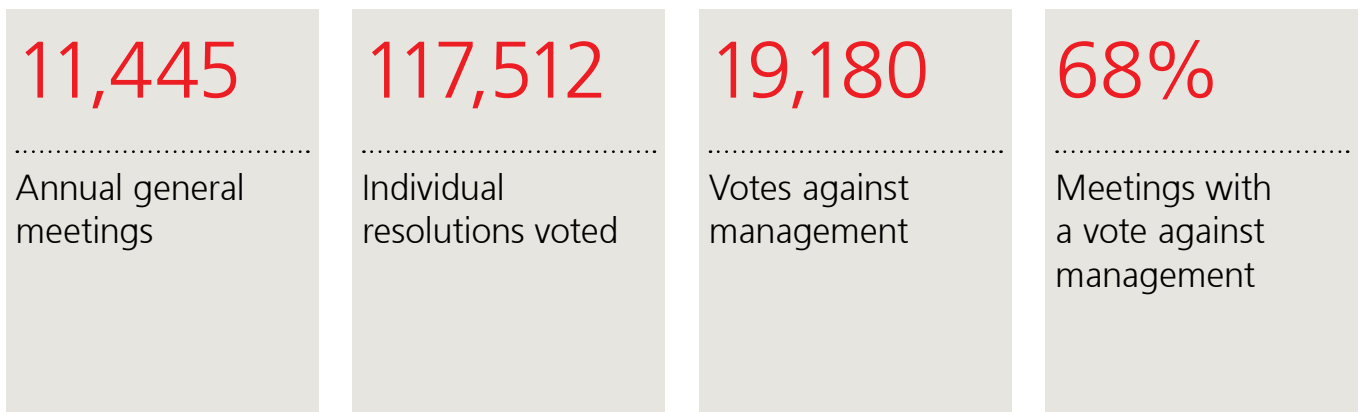 11,445
Annual general
meetings
117,512
Individual
resolutions voted
19,180
Votes against
management
68%
Meetings with
a vote against
management